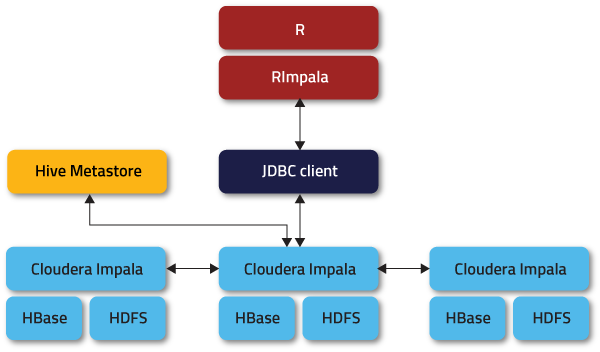 R
RImpala
Hive Metastore
JDBC client
Cloudera Impala
Cloudera Impala
Cloudera Impala
HBase
HDFS
HBase
HDFS
HBase
HDFS